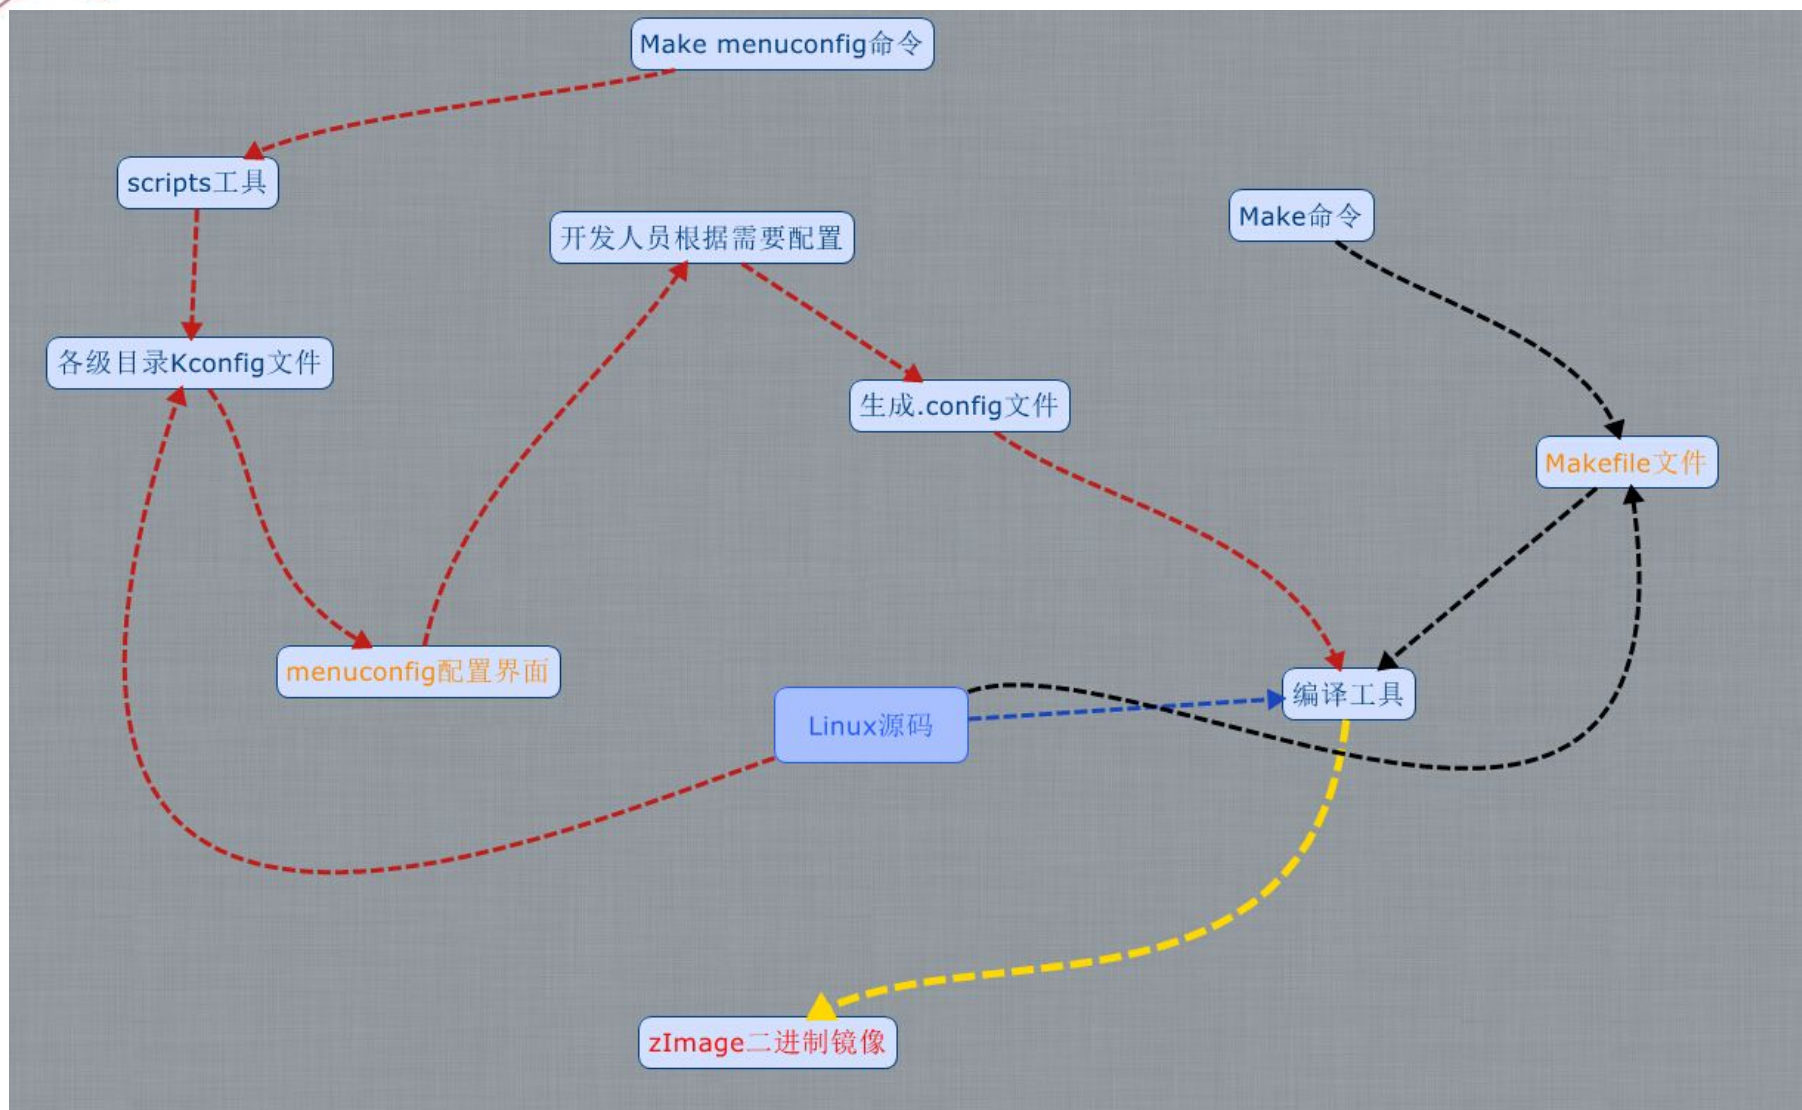 Make menuconfig命令
scripts工具
Make命令
开发人员根据需要配置
各级目录Kconfig文件
生成.config文件
Makefile文件
menuconfig配置界面
编译工具
Linux源码
zImage二进制镜像